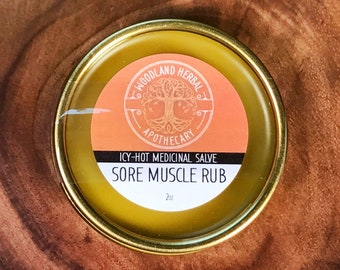 WOODLAND HERBAL
APOTHECARY
ICY-HOT MEDICINAL SALVE
SORE MUSCLE RUB
2oz